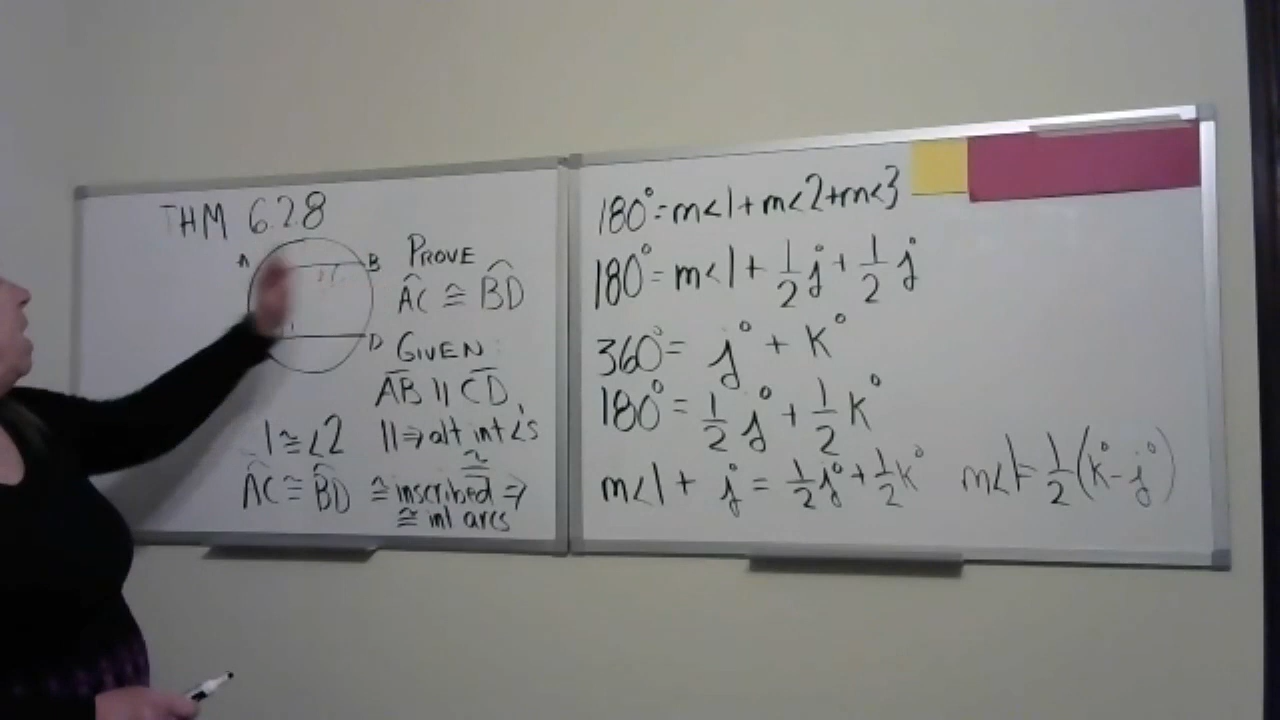 THM 6.2.8
A B
D
PROVE
AC ≅ BD
GIVEN:
AB || CD
1 ≅ <2 || ⇒ alt int <s ≅
AC ≅ BD ≅ inscribed ⇒
≅ int arcs
180° = m<1 + m<2 + m<3
180° = m<1 + 1/2 j° + 1/2 j°
360° = j° + k°
180° = 1/2 j° + 1/2 k°
m<1 + j = 1/2 j° + 1/2 k° m<1 = 1/2 (k° - j°)